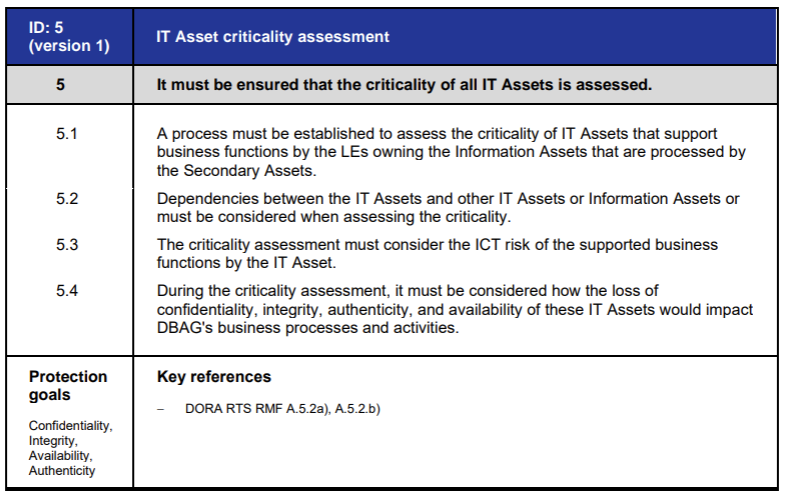 ID: 5
(version 1)
IT Asset criticality assessment
5
It must be ensured that the criticality of all IT Assets is assessed.
5.1
A process must be established to assess the criticality of IT Assets that support
business functions by the LEs owning the Information Assets that are processed by
the Secondary Assets.
5.2
Dependencies between the IT Assets and other IT Assets or Information Assets or
must be considered when assessing the criticality.
5.3
The criticality assessment must consider the ICT risk of the supported business
functions by the IT Asset.
5.4
During the criticality assessment, it must be considered how the loss of
confidentiality, integrity, authenticity, and availability of these IT Assets would impact
DBAG's business processes and activities.
Protection
goals
Confidentiality,
Integrity,
Availability,
Authenticity
Key references
– DORA RTS RMF A.5.2a), A.5.2.b)